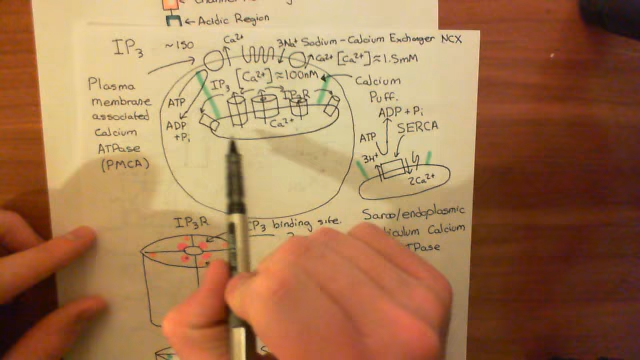 Acidic Region
IP3 ~150
Ca2+
3Na+ Sodium-Calcium Exchanger NCX
Ca2+ [Ca2+]≈1.5mM
IP3 [Ca2+]≈100nM
Calcium
Puff.
Plasma
membrane
associated
Calcium
ATPase
(PMCA)
ATP
ADP
+Pi
IP3R
Ca2+
ADP+Pi
ATP
SERCA
3H+
2Ca2+
Sarco/endoplasmic
Calcium
IP3R
IP3 binding site.